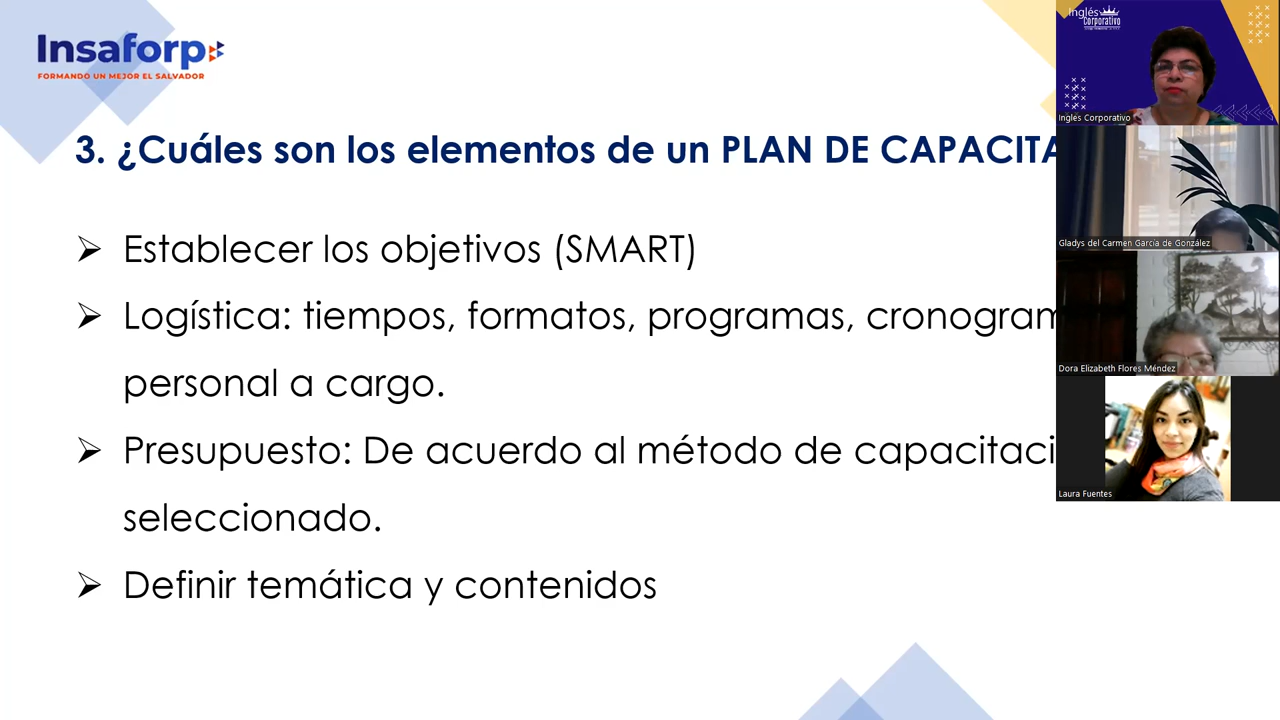 Insaforp
FORMANDO UN MEJOR EL SALVADOR
3. ¿Cuáles son los elementos de un PLAN DE CAPACITA
➢ Establecer los objetivos (SMART)
➢ Logística: tiempos, formatos, programas, cronogram
personal a cargo.
➢ Presupuesto: De acuerdo al método de capacitaci
seleccionado.
➢ Definir temática y contenidos
Inglés
Corporativo
Inglés Corporativo
Gladys del Carmen García de González
Dora Elizabeth Flores Méndez
Laura Fuentes